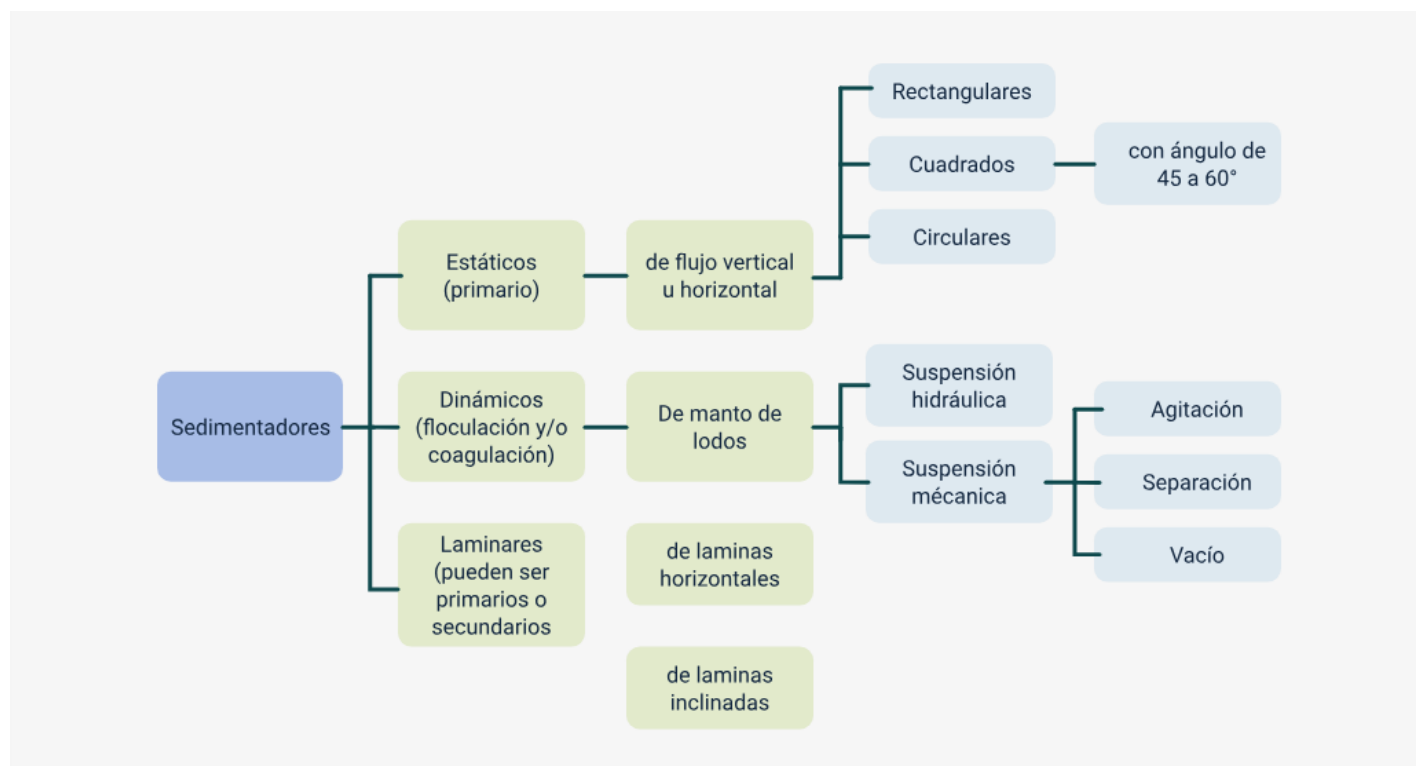 Sedimentadores
Estáticos
(primario)
de flujo vertical
u horizontal
Rectangulares
Cuadrados
con ángulo de
45 a 60°
Circulares
Dinámicos
(floculación y/o
coagulación)
De manto de
lodos
Suspensión
hidráulica
Suspensión
mécanica
Agitación
Separación
Vacío
Laminares
(pueden ser
primarios o
secundarios
de laminas
horizontales
de laminas
inclinadas